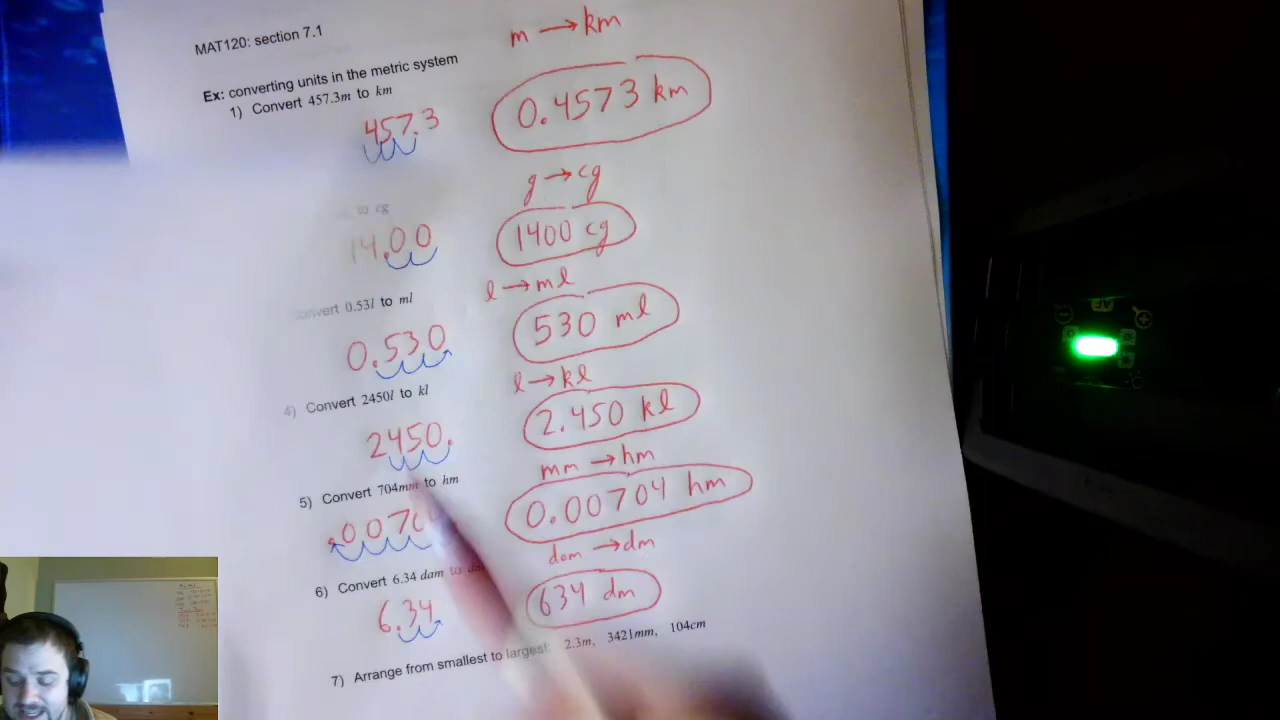 MAT120: section 7.1
m → km
Ex: converting units in the metric system
1) Convert 457.3m to km
457.3
0.4573 km
g → cg
to cg
14.00
1400 cg
l → ml
0.53l to ml
0.530
530 ml
l → kl
4) Convert 2450l to kl
2450.
2.450 kl
mm → hm
5) Convert 704mm to hm
.0070
0.00704 hm
dam → dm
6) Convert 6.34 dam to
6.34
634 dm
7) Arrange from smallest to largest: 2.3m, 3421mm, 104cm